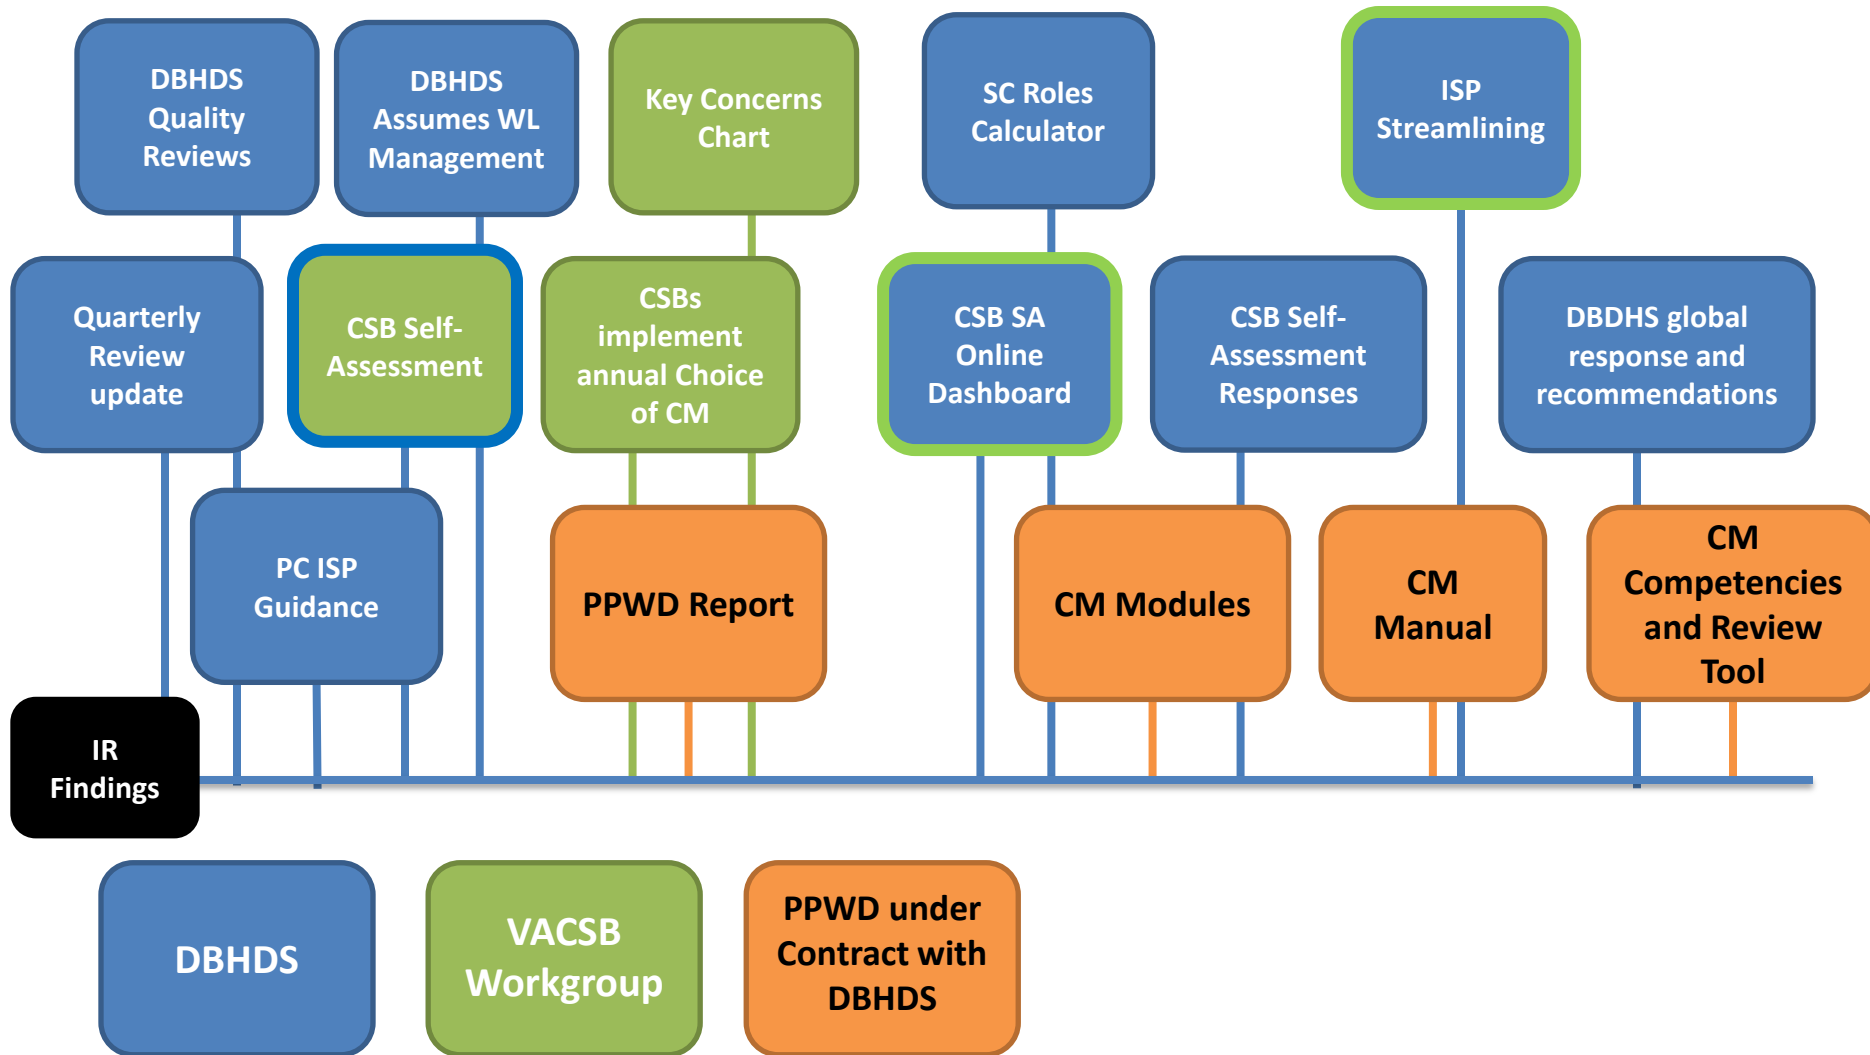 DBHDS
Quality
Reviews
DBHDS
Assumes WL
Management
Key Concerns
Chart
SC Roles
Calculator
ISP
Streamlining
Quarterly
Review
update
CSB Self-
Assessment
CSBs
implement
annual Choice
of CM
CSB SA
Online
Dashboard
CSB Self-
Assessment
Responses
DBDHS global
response and
recommendations
PC ISP
Guidance
PPWD Report
CM Modules
CM
Manual
CM
Competencies
and Review
Tool
IR
Findings
DBHDS
VACSB
Workgroup
PPWD under
Contract with
DBHDS